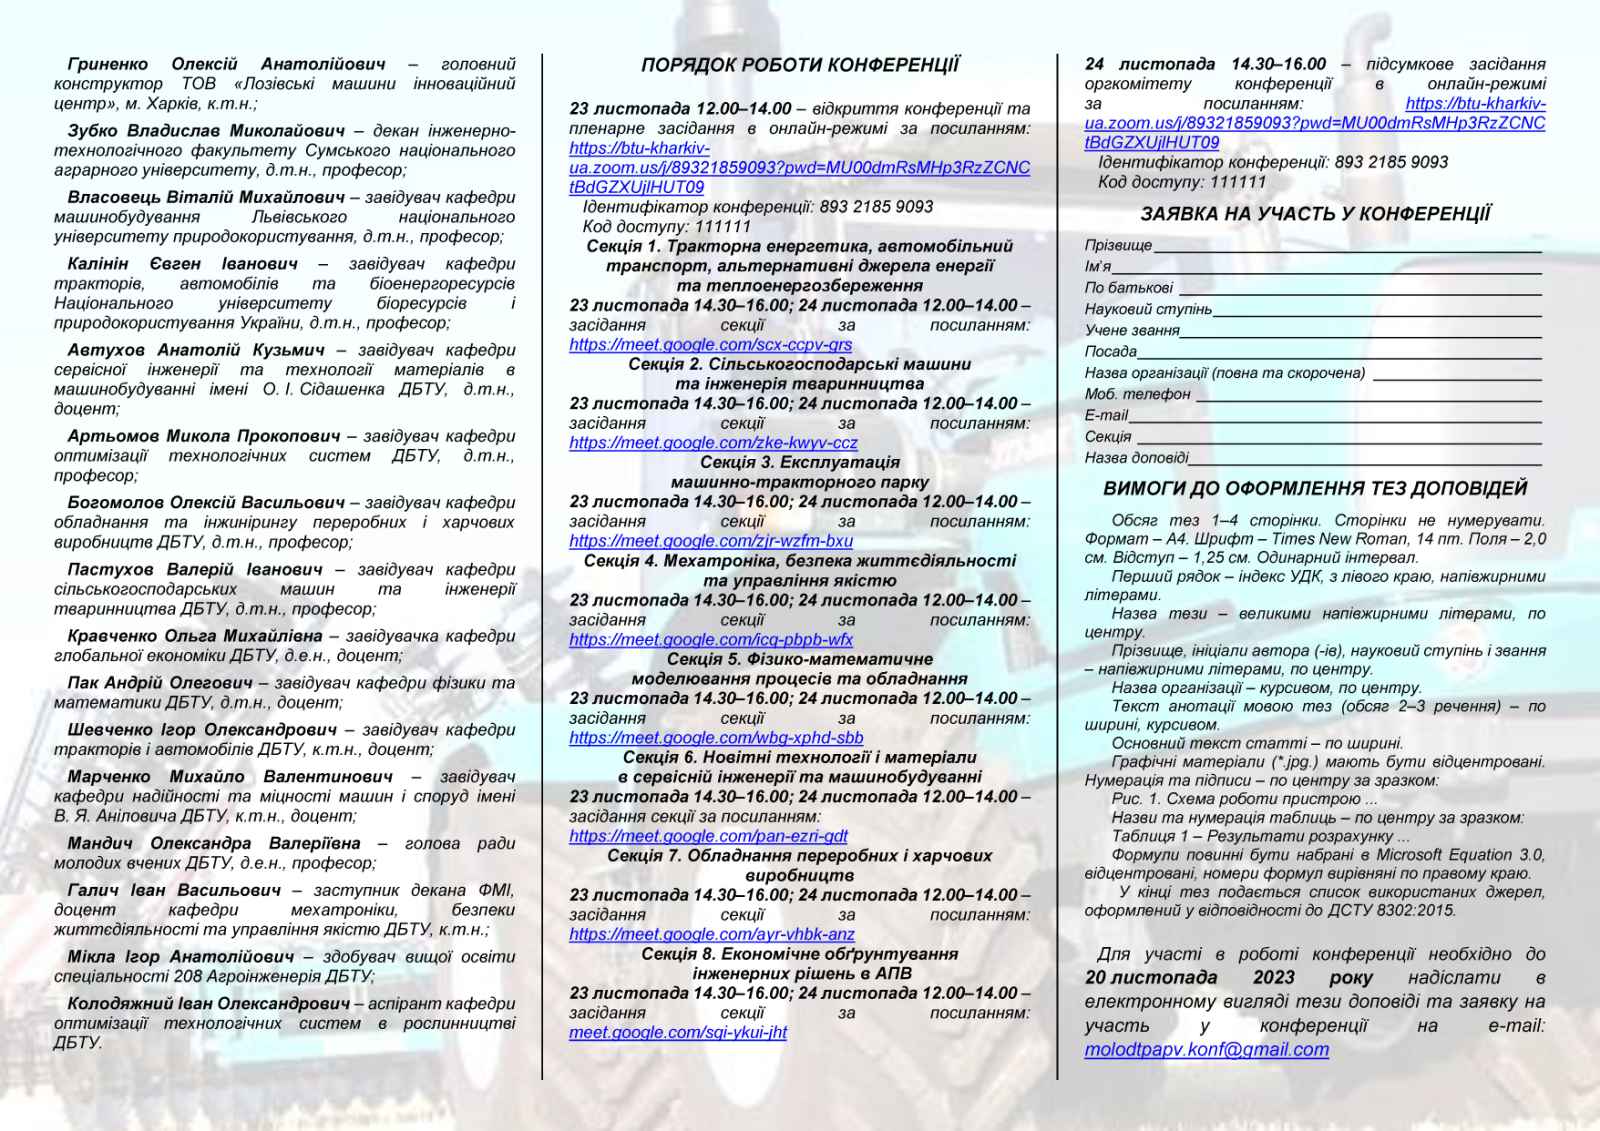 Гриненко Олексій Анатолійович – головний
конструктор ТОВ «Лозівські машини інноваційний
центр», м. Харків, к.т.н.;
Зубко Владислав Миколайович – декан інженерно-
технологічного факультету Сумського національного
аграрного університету, д.т.н., професор;
Власовець Віталій Михайлович – завідувач кафедри
машинобудування Львівського національного
університету природокористування, д.т.н., професор;
Калінін Євген Іванович – завідувач кафедри
тракторів, автомобілів та біоенергоресурсів
Національного університету біоресурсів і
природокористування України, д.т.н., професор;
Автухов Анатолій Кузьмич – завідувач кафедри
сервісної інженерії та технології матеріалів в
машинобудуванні імені О. І. Сідашенка ДБТУ, д.т.н.,
доцент;
Артьомов Микола Прокопович – завідувач кафедри
оптимізації технологічних систем ДБТУ, д.т.н.,
професор;
Богомолов Олексій Васильович – завідувач кафедри
обладнання та інжинірингу переробних і харчових
виробництв ДБТУ, д.т.н., професор;
Пастухов Валерій Іванович – завідувач кафедри
сільськогосподарських машин та інженерії
тваринництва ДБТУ, д.т.н., професор;
Кравченко Ольга Михайлівна – завідувачка кафедри
глобальної економіки ДБТУ, д.е.н., доцент;
Пак Андрій Олегович – завідувач кафедри фізики та
математики ДБТУ, д.т.н., доцент;
Шевченко Ігор Олександрович – завідувач кафедри
тракторів і автомобілів ДБТУ, к.т.н., доцент;
Марченко Михайло Валентинович – завідувач
кафедри надійності та міцності машин і споруд імені
В. Я. Аніловича ДБТУ, к.т.н., доцент;
Мандич Олександра Валеріївна – голова ради
молодих вчених ДБТУ, д.е.н., професор;
Галич Іван Васильович – заступник декана ФМІ,
доцент кафедри мехатроніки, безпеки
життєдіяльності та управління якістю ДБТУ, к.т.н.;
Мікла Ігор Анатолійович – здобувач вищої освіти
спеціальності 208 Агроінженерія ДБТУ;
Колодяжний Іван Олександрович – аспірант кафедри
оптимізації технологічних систем в рослинництві
ДБТУ.
ПОРЯДОК РОБОТИ КОНФЕРЕНЦІЇ
23 листопада 12.00–14.00 – відкриття конференції та
пленарне засідання в онлайн-режимі за посиланням:
https://btu-kharkiv-
ua.zoom.us/j/89321859093?pwd=MU00dmRsMHp3RzZCNC
tBdGZXUjlHUT09
Ідентифікатор конференції: 893 2185 9093
Код доступу: 111111
Секція 1. Тракторна енергетика, автомобільний
транспорт, альтернативні джерела енергії
та теплоенергозбереження
23 листопада 14.30–16.00; 24 листопада 12.00–14.00 –
засідання секції за посиланням:
https://meet.google.com/scx-ccpv-grs
Секція 2. Сільськогосподарські машини
та інженерія тваринництва
23 листопада 14.30–16.00; 24 листопада 12.00–14.00 –
засідання секції за посиланням:
https://meet.google.com/zke-kwyv-ccz
Секція 3. Експлуатація
машинно-тракторного парку
23 листопада 14.30–16.00; 24 листопада 12.00–14.00 –
засідання секції за посиланням:
https://meet.google.com/zjr-wzfm-bxu
Секція 4. Мехатроніка, безпека життєдіяльності
та управління якістю
23 листопада 14.30–16.00; 24 листопада 12.00–14.00 –
засідання секції за посиланням:
https://meet.google.com/icq-pbpb-wfx
Секція 5. Фізико-математичне
моделювання процесів та обладнання
23 листопада 14.30–16.00; 24 листопада 12.00–14.00 –
засідання секції за посиланням:
https://meet.google.com/wbg-xphd-sbb
Секція 6. Новітні технології і матеріали
в сервісній інженерії та машинобудуванні
23 листопада 14.30–16.00; 24 листопада 12.00–14.00 –
засідання секції за посиланням:
https://meet.google.com/pan-ezri-gdt
Секція 7. Обладнання переробних і харчових
виробництв
23 листопада 14.30–16.00; 24 листопада 12.00–14.00 –
засідання секції за посиланням:
https://meet.google.com/ayr-vhbk-anz
Секція 8. Економічне обґрунтування
інженерних рішень в АПВ
23 листопада 14.30–16.00; 24 листопада 12.00–14.00 –
засідання секції за посиланням:
meet.google.com/sqi-ykui-jht
24 листопада 14.30–16.00 – підсумкове засідання
оргкомітету конференції в онлайн-режимі
за посиланням: https://btu-kharkiv-
ua.zoom.us/j/89321859093?pwd=MU00dmRsMHp3RzZCNC
tBdGZXUjlHUT09
Ідентифікатор конференції: 893 2185 9093
Код доступу: 111111
ЗАЯВКА НА УЧАСТЬ У КОНФЕРЕНЦІЇ
Прізвище
Ім'я
По батькові
Науковий ступінь
Учене звання
Посада
Назва організації (повна та скорочена)
Моб. телефон
E-mail
Секція
Назва доповіді
ВИМОГИ ДО ОФОРМЛЕННЯ ТЕЗ ДОПОВІДЕЙ
Обсяг тез 1–4 сторінки. Сторінки не нумерувати.
Формат – А4. Шрифт – Times New Roman, 14 пт. Поля – 2,0
см. Відступ – 1,25 см. Одинарний інтервал.
Перший рядок – індекс УДК, з лівого краю, напівжирними
літерами.
Назва тези – великими напівжирними літерами, по
центру.
Прізвище, ініціали автора (-ів), науковий ступінь і звання
– напівжирними літерами, по центру.
Назва організації – курсивом, по центру.
Текст анотації мовою тез (обсяг 2–3 речення) – по
ширині, курсивом.
Основний текст статті – по ширині.
Графічні матеріали (*.jpg.) мають бути відцентровані.
Нумерація та підписи – по центру за зразком:
Рис. 1. Схема роботи пристрою ...
Назви та нумерація таблиць – по центру за зразком:
Таблиця 1 – Результати розрахунку ...
Формули повинні бути набрані в Microsoft Equation 3.0,
відцентровані, номери формул вирівняні по правому краю.
У кінці тез подається список використаних джерел,
оформлений у відповідності до ДСТУ 8302:2015.
Для участі в роботі конференції необхідно до
20 листопада 2023 року надіслати в
електронному вигляді тези доповіді та заявку на
участь у конференції на e-mail:
molodtpapv.konf@gmail.com